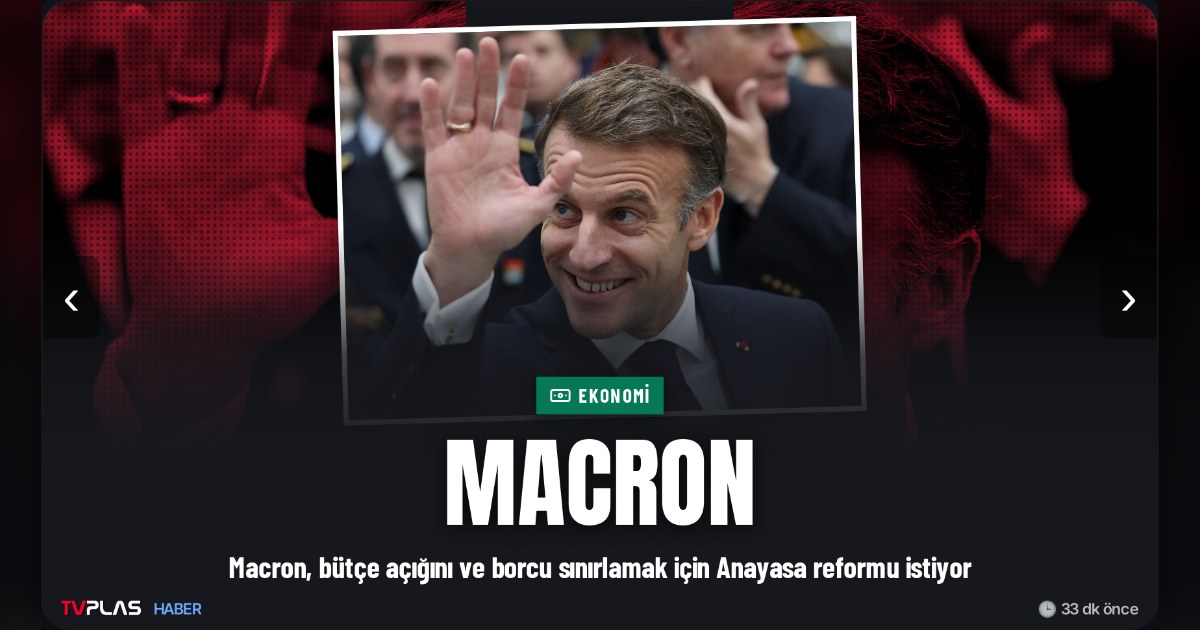 EKONOMİ
MACRON
Macron, bütçe açığını ve borcu sınırlamak için Anayasa reformu istiyor
TVPLAS HABER
33 dk önce